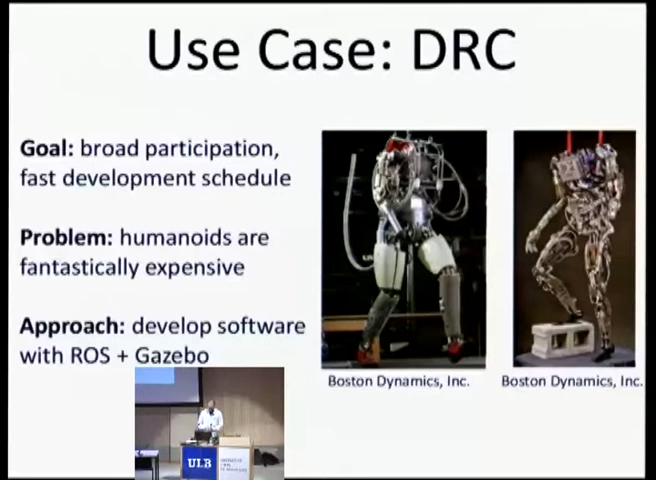 Use Case: DRC
Goal: broad participation,
fast development schedule
Problem: humanoids are
fantastically expensive
Approach: develop software
with ROS + Gazebo
Boston Dynamics, Inc.
Boston Dynamics, Inc.
ULB